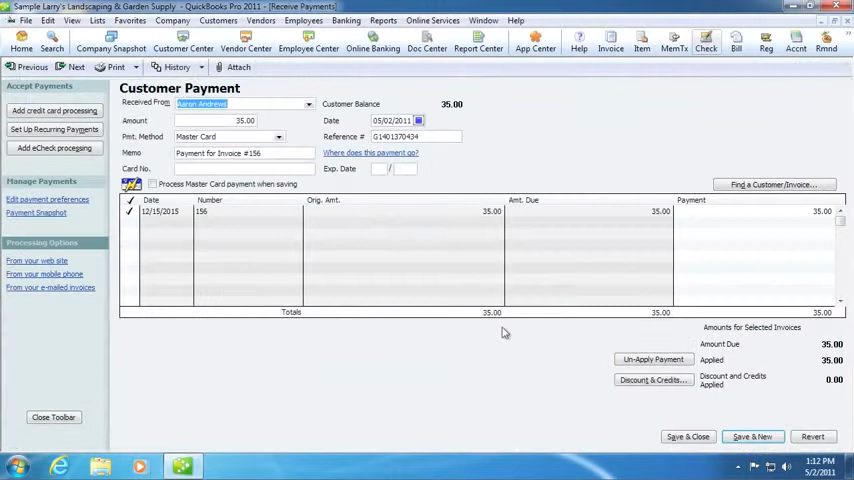 Sample Larry's Landscaping & Garden Supply - QuickBooks Pro 2011 - [Receive Payments]
File Edit View Lists Favorites Company Customers Vendors Employees Banking Reports Online Services Window Help
Home Search Company Snapshot Customer Center Vendor Center Employee Center Online Banking Doc Center Report Center App Center Help Invoice Item MemTx Check Bill Reg Accnt Rmnd
Previous Next Print History Attach
Accept Payments
Add credit card processing
Set Up Recurring Payments
Add eCheck processing
Manage Payments
Edit payment preferences
Payment Snapshot
Processing Options
From your web site
From your mobile phone
From your e-mailed invoices
Close Toolbar
Customer Payment
Received From Aaron Andrews Customer Balance 35.00
Amount 35.00 Date 05/02/2011
Pmt. Method Master Card Reference # G1401370434
Memo Payment for Invoice #156 Where does this payment go?
Card No. Exp. Date /
Process Master Card payment when saving Find a Customer/Invoice...
Date Number Orig. Amt. Amt. Due Payment
12/15/2015 156 35.00 35.00 35.00
Totals 35.00 35.00 35.00
Amounts for Selected Invoices
Amount Due 35.00
Un-Apply Payment Applied 35.00
Discount & Credits... Discount and Credits Applied 0.00
Save & Close Save & New Revert
1:12 PM
5/2/2011